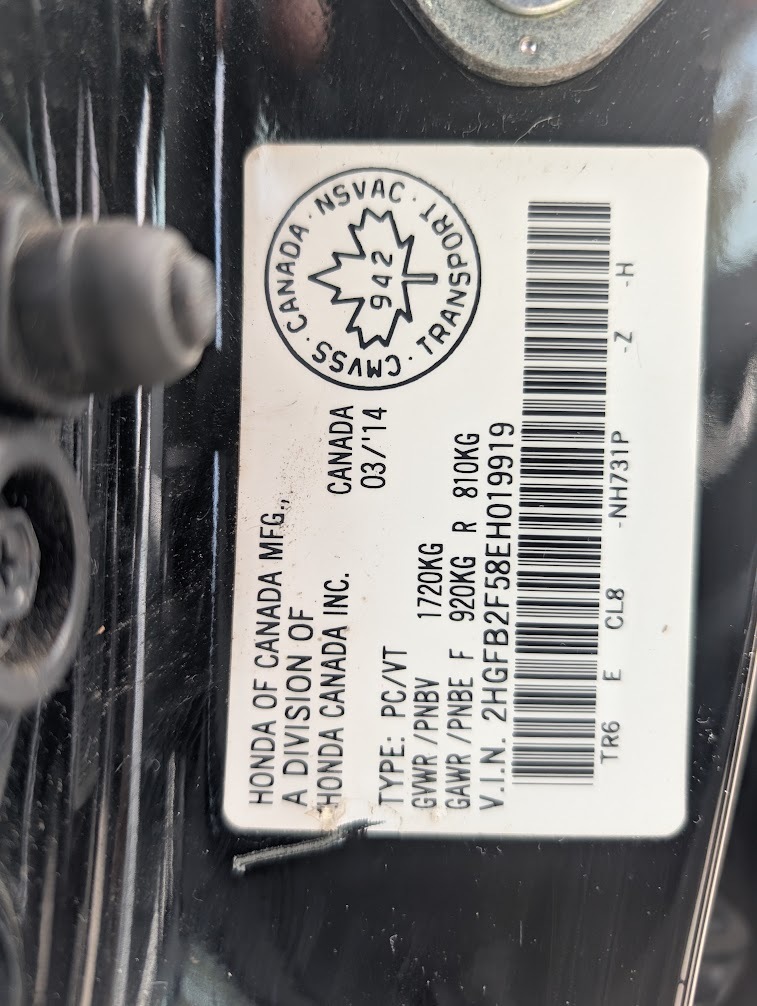 HONDA OF CANADA MFG.,
A DIVISION OF
HONDA CANADA INC.
CANADA
03/'14
CMVSS · CANADA · NSVAC · TRANSPORT ·
942
TYPE: PC/VT
GVWR /PNBV 1720KG
GAWR /PNBE F 920KG R 810KG
V.I.N. 2HGFB2F58EH019919
TR6 E CL8 -NH731P -Z -H